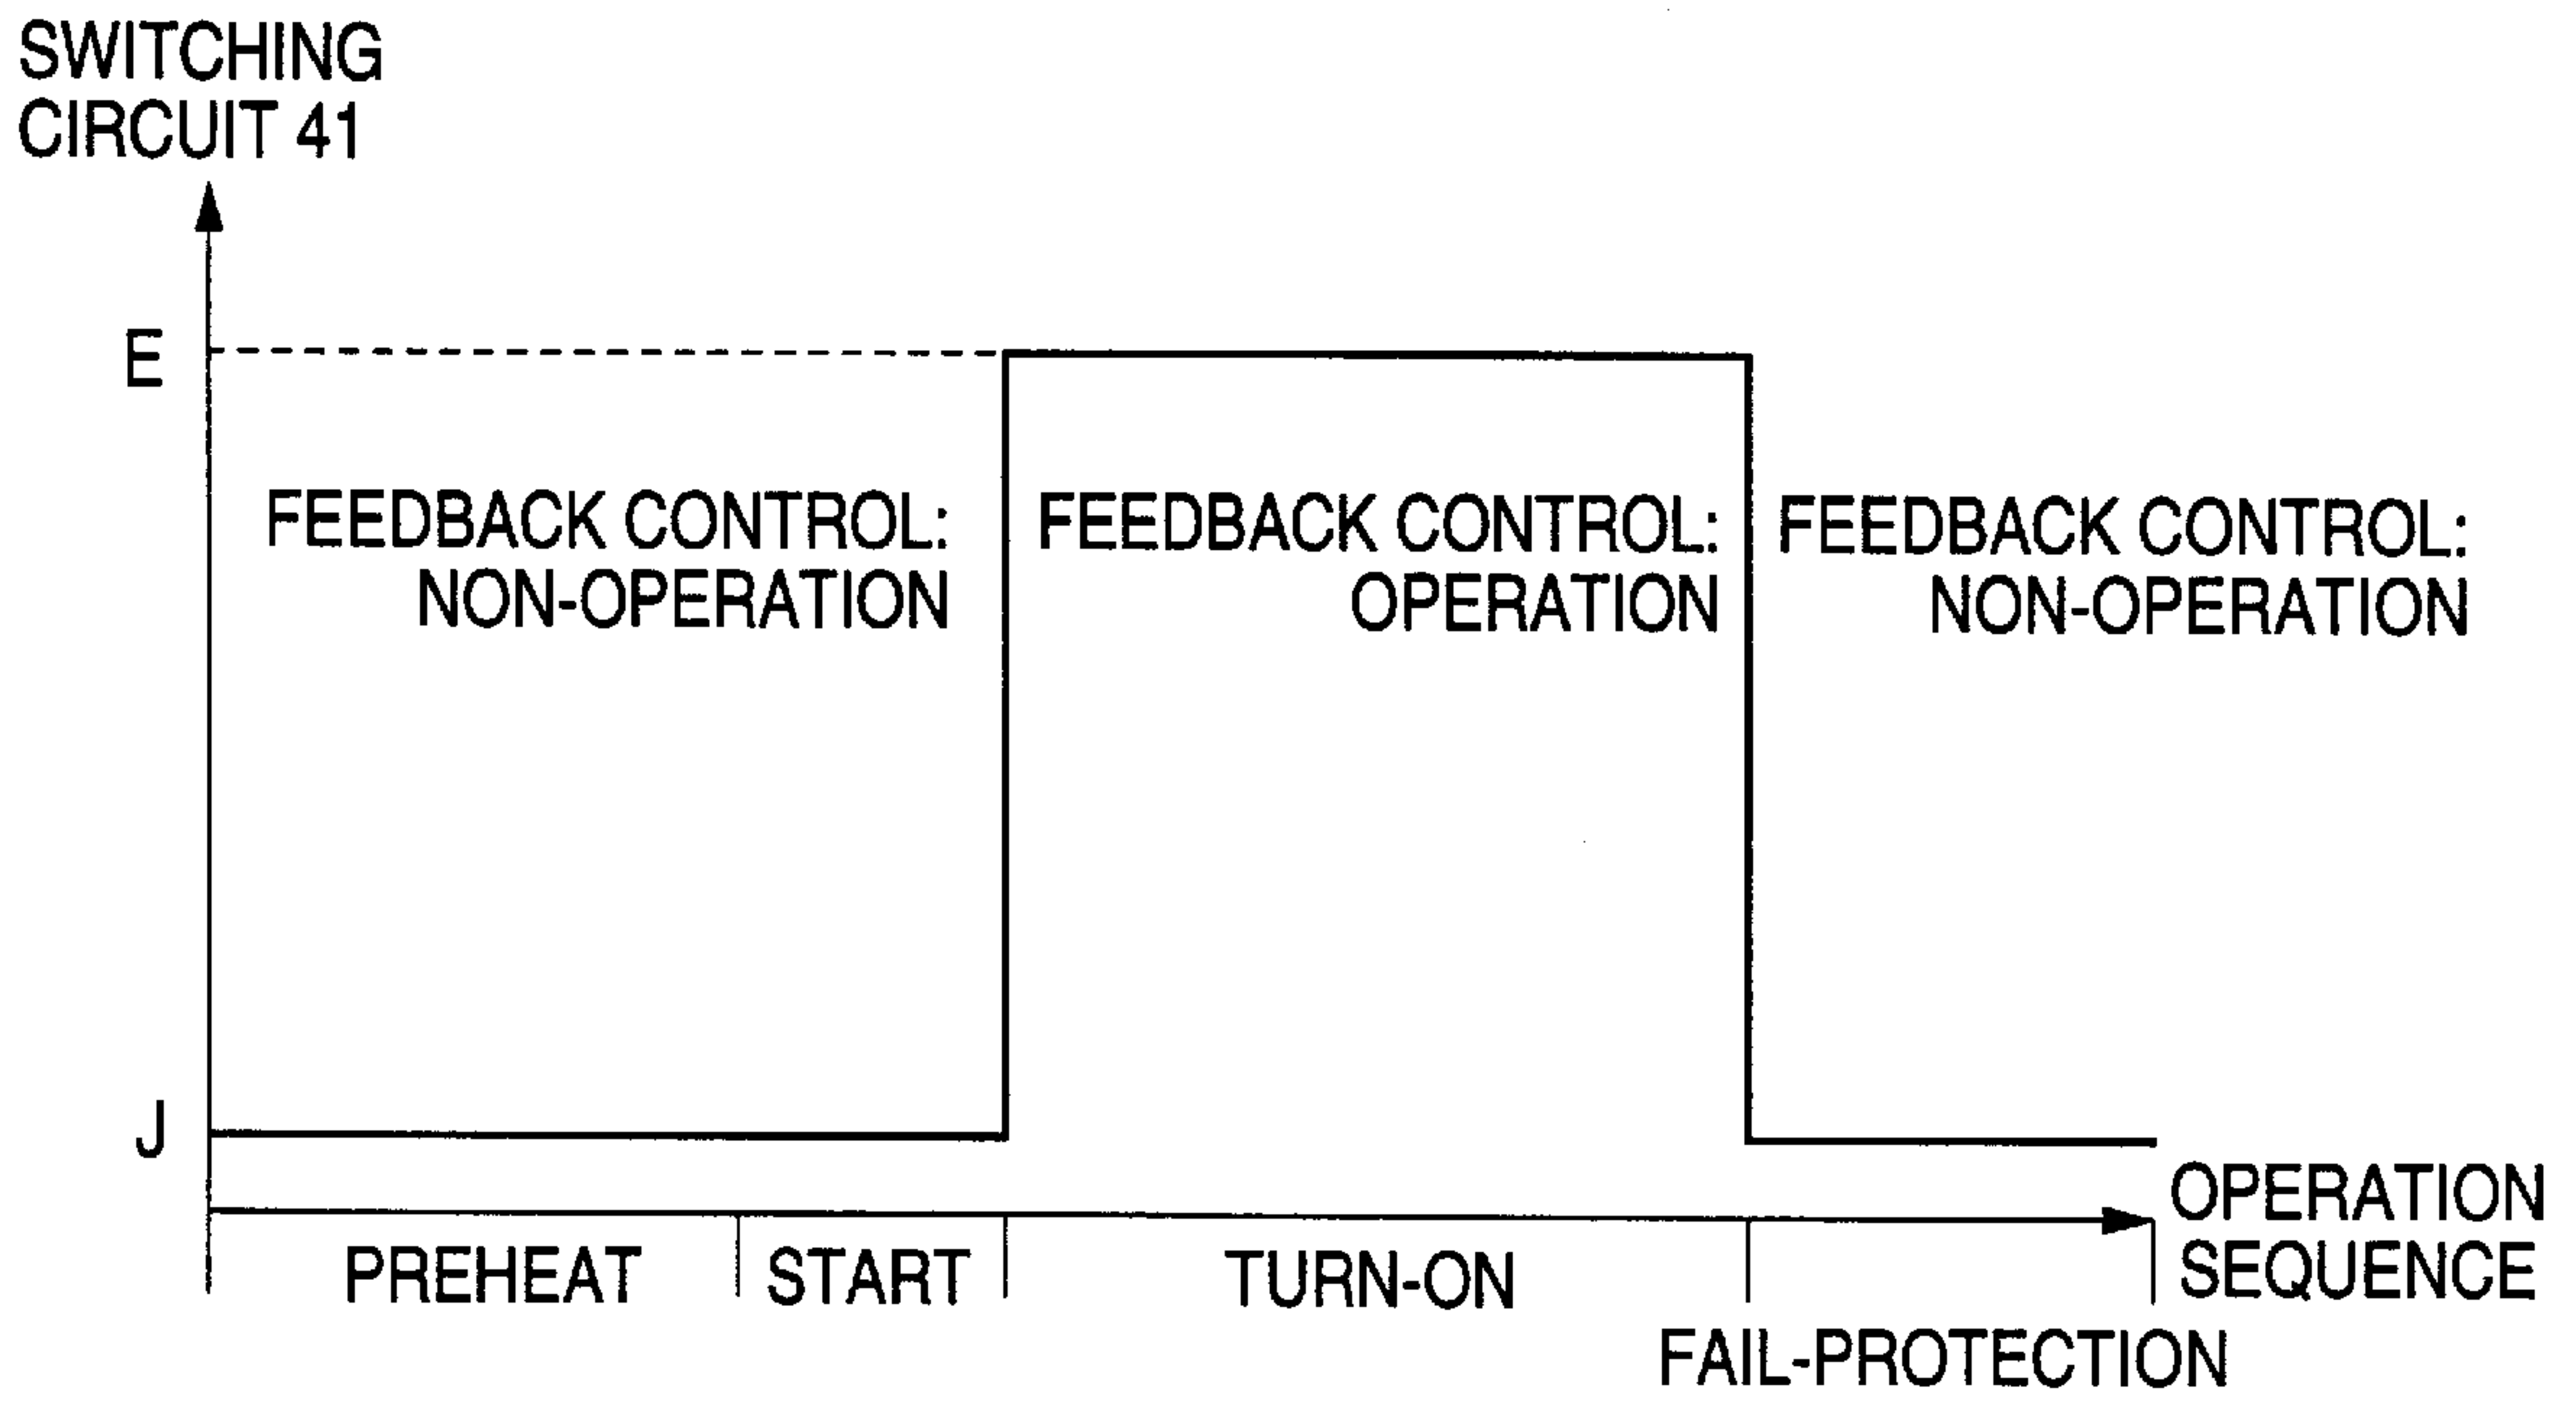 SWITCHING
CIRCUIT 41
E
FEEDBACK CONTROL:
NON-OPERATION
FEEDBACK CONTROL:
OPERATION
FEEDBACK CONTROL:
NON-OPERATION
J
OPERATION
SEQUENCE
PREHEAT
START
TURN-ON
FAIL-PROTECTION